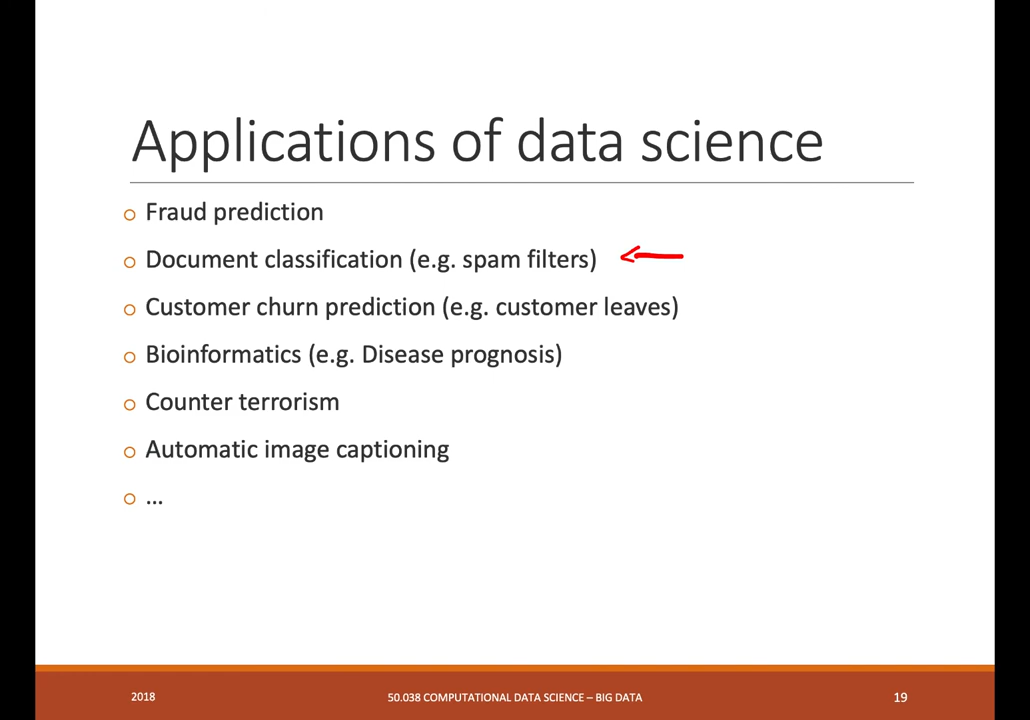 Applications of data science
Fraud prediction
Document classification (e.g. spam filters)
Customer churn prediction (e.g. customer leaves)
Bioinformatics (e.g. Disease prognosis)
Counter terrorism
Automatic image captioning
...
2018
50.038 COMPUTATIONAL DATA SCIENCE – BIG DATA
19